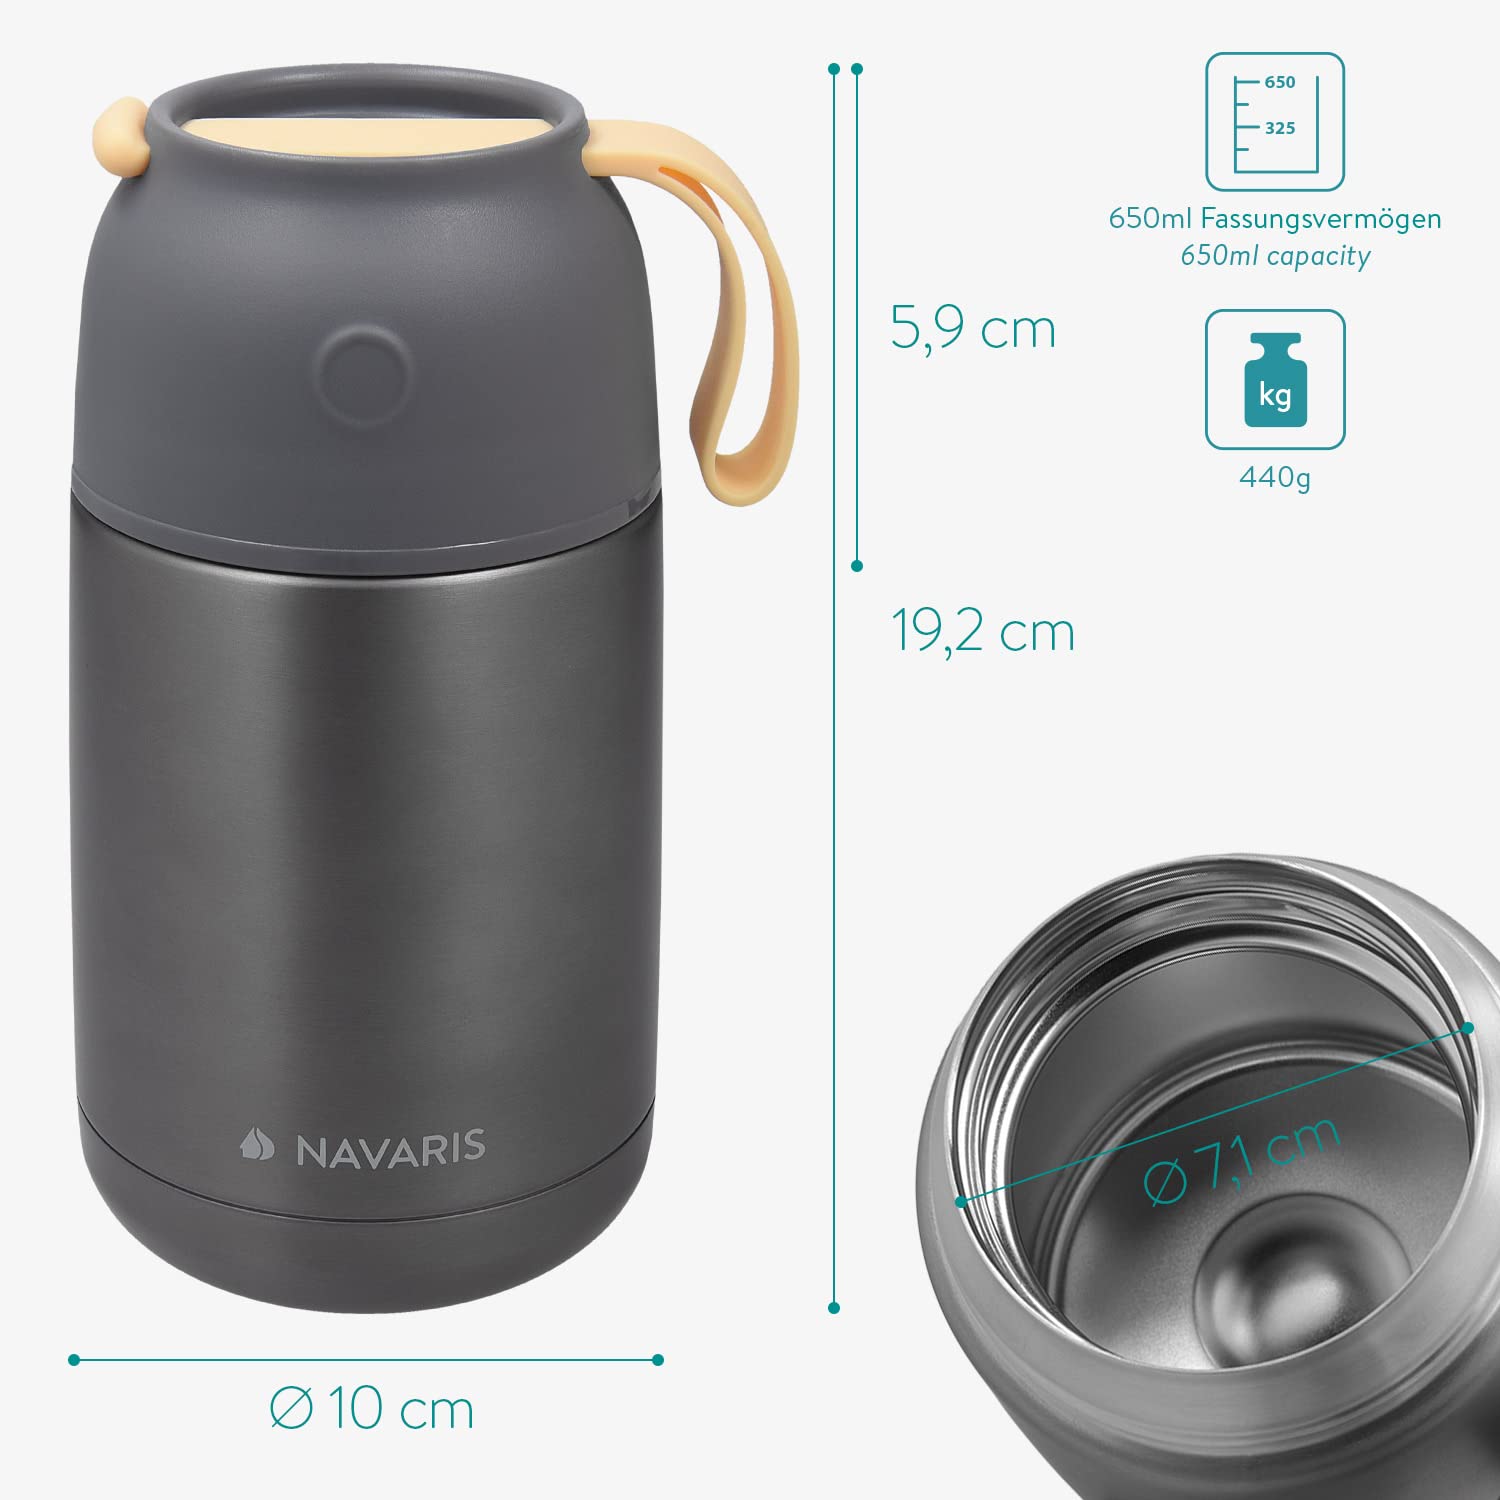 650
325
650ml Fassungsvermögen
650ml capacity
5,9 cm
kg
440g
19,2 cm
NAVARIS
Ø 7,1 cm
Ø 10 cm